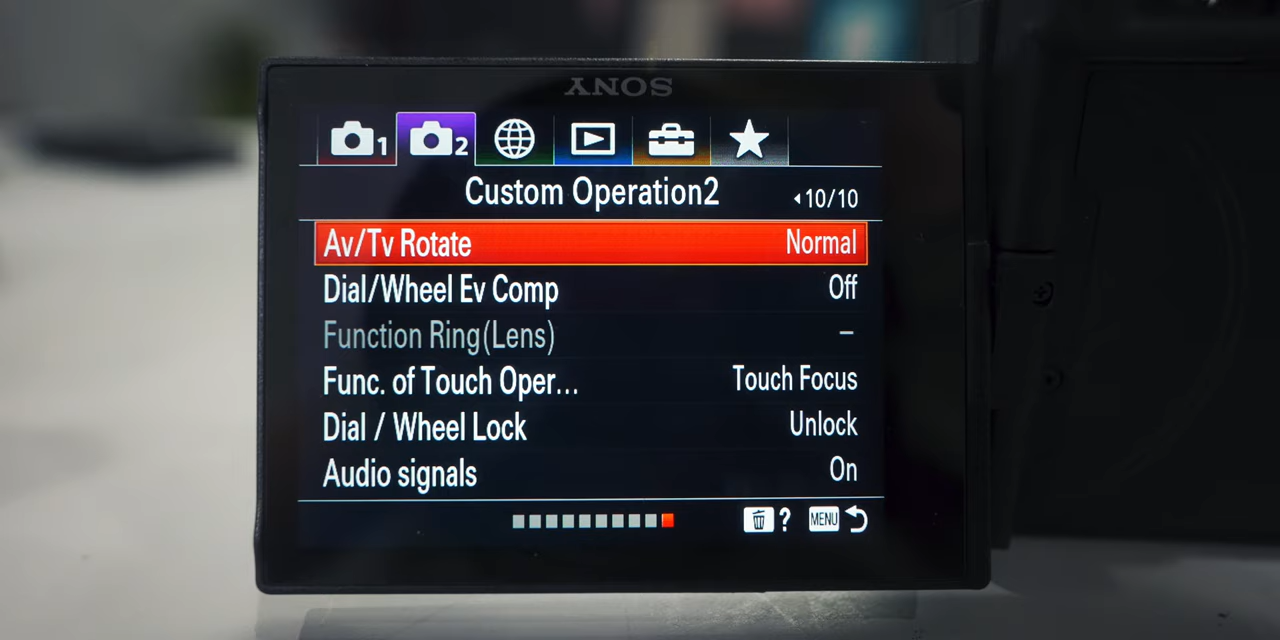 SONY
1 2
Custom Operation2 10/10
Av/Tv Rotate Normal
Dial/Wheel Ev Comp Off
Function Ring(Lens) –
Func. of Touch Oper... Touch Focus
Dial / Wheel Lock Unlock
Audio signals On
? MENU